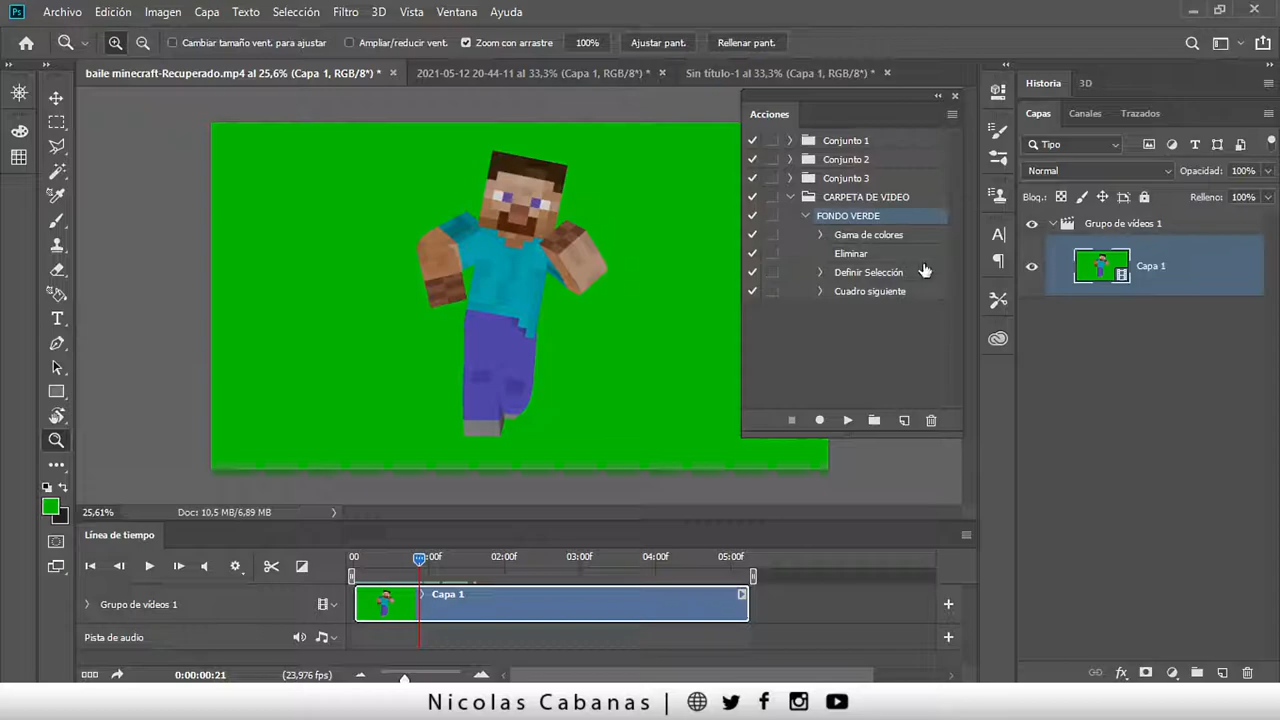 Ps Archivo Edición Imagen Capa Texto Selección Filtro 3D Vista Ventana Ayuda
Cambiar tamaño vent. para ajustar Ampliar/reducir vent. Zoom con arrastre 100% Ajustar pant. Rellenar pant.
baile minecraft-Recuperado.mp4 al 25,6% (Capa 1, RGB/8*) * 2021-05-12 20-44-11 al 33,3% (Capa 1, RGB/8*) * Sin título-1 al 33,3% (Capa 1, RGB/8*) *
Acciones
Conjunto 1
Conjunto 2
Conjunto 3
CARPETA DE VIDEO
FONDO VERDE
Gama de colores
Eliminar
Definir Selección
Cuadro siguiente
Historia 3D
Capas Canales Trazados
Tipo
Normal Opacidad: 100%
Bloq.: Relleno: 100%
Grupo de vídeos 1
Capa 1
25,61% Doc: 10,5 MB/6,89 MB
Línea de tiempo
00 :00f 02:00f 03:00f 04:00f 05:00f
Grupo de vídeos 1 Capa 1
Pista de audio
0:00:00:21 (23,976 fps)
Nicolas Cabanas |